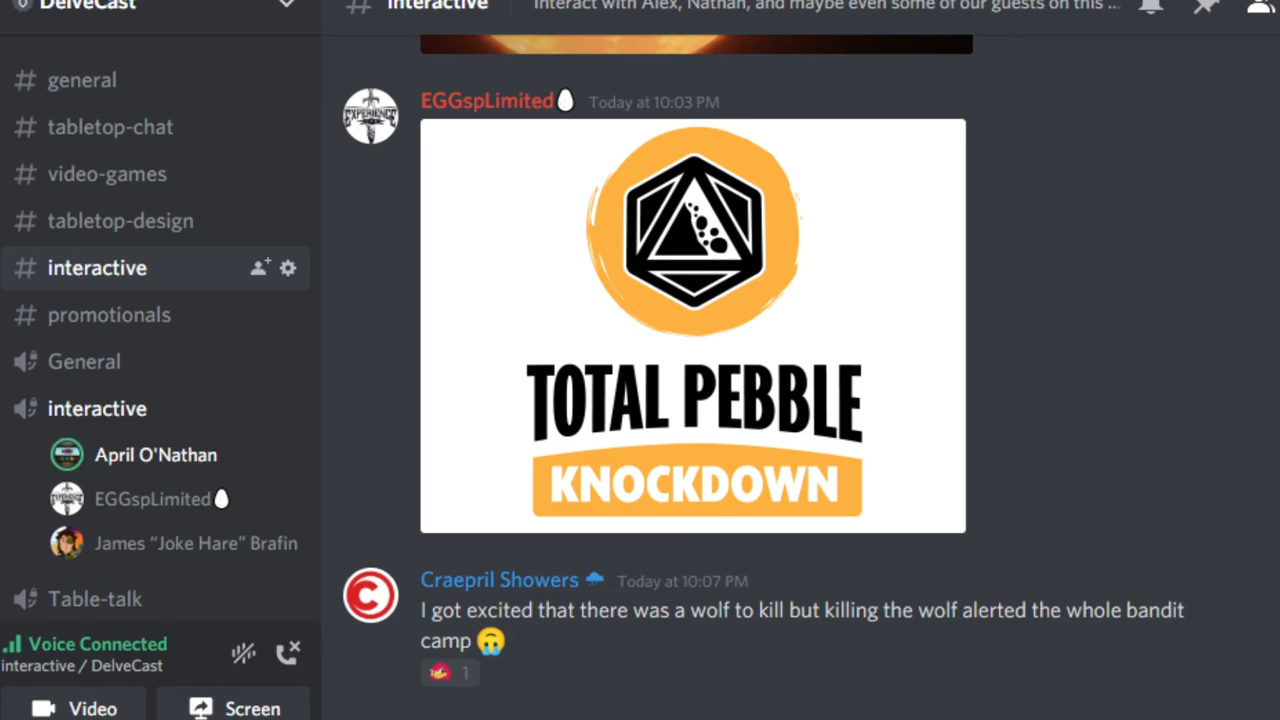 DelveCast
# interactive
Interact with Alex, Nathan, and maybe even some of our guests on this ...
# general
# tabletop-chat
# video-games
# tabletop-design
# interactive
# promotionals
General
interactive
April O'Nathan
EGGspLimited
James “Joke Hare” Brafin
Table-talk
Voice Connected
interactive / DelveCast
Video
Screen
EGGspLimited Today at 10:03 PM
EXPERIENCE
TOTAL PEBBLE
KNOCKDOWN
Craepril Showers Today at 10:07 PM
I got excited that there was a wolf to kill but killing the wolf alerted the whole bandit
camp 🙃
1